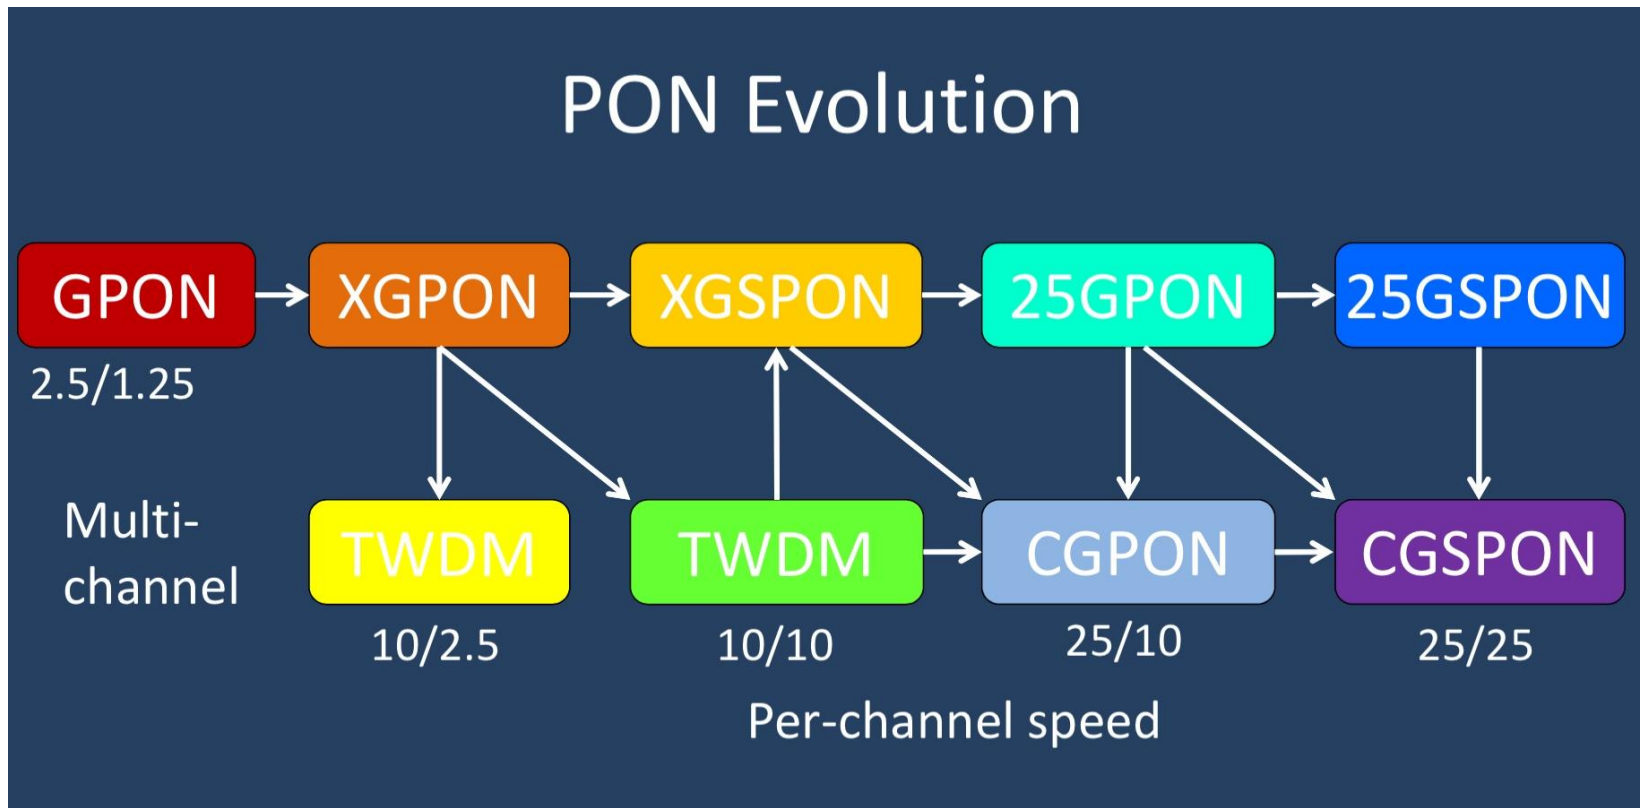 PON Evolution
GPON
XGPON
XGSPON
25GPON
25GSPON
2.5/1.25
Multi-
channel
TWDM
TWDM
CGPON
CGSPON
10/2.5
10/10
25/10
25/25
Per-channel speed